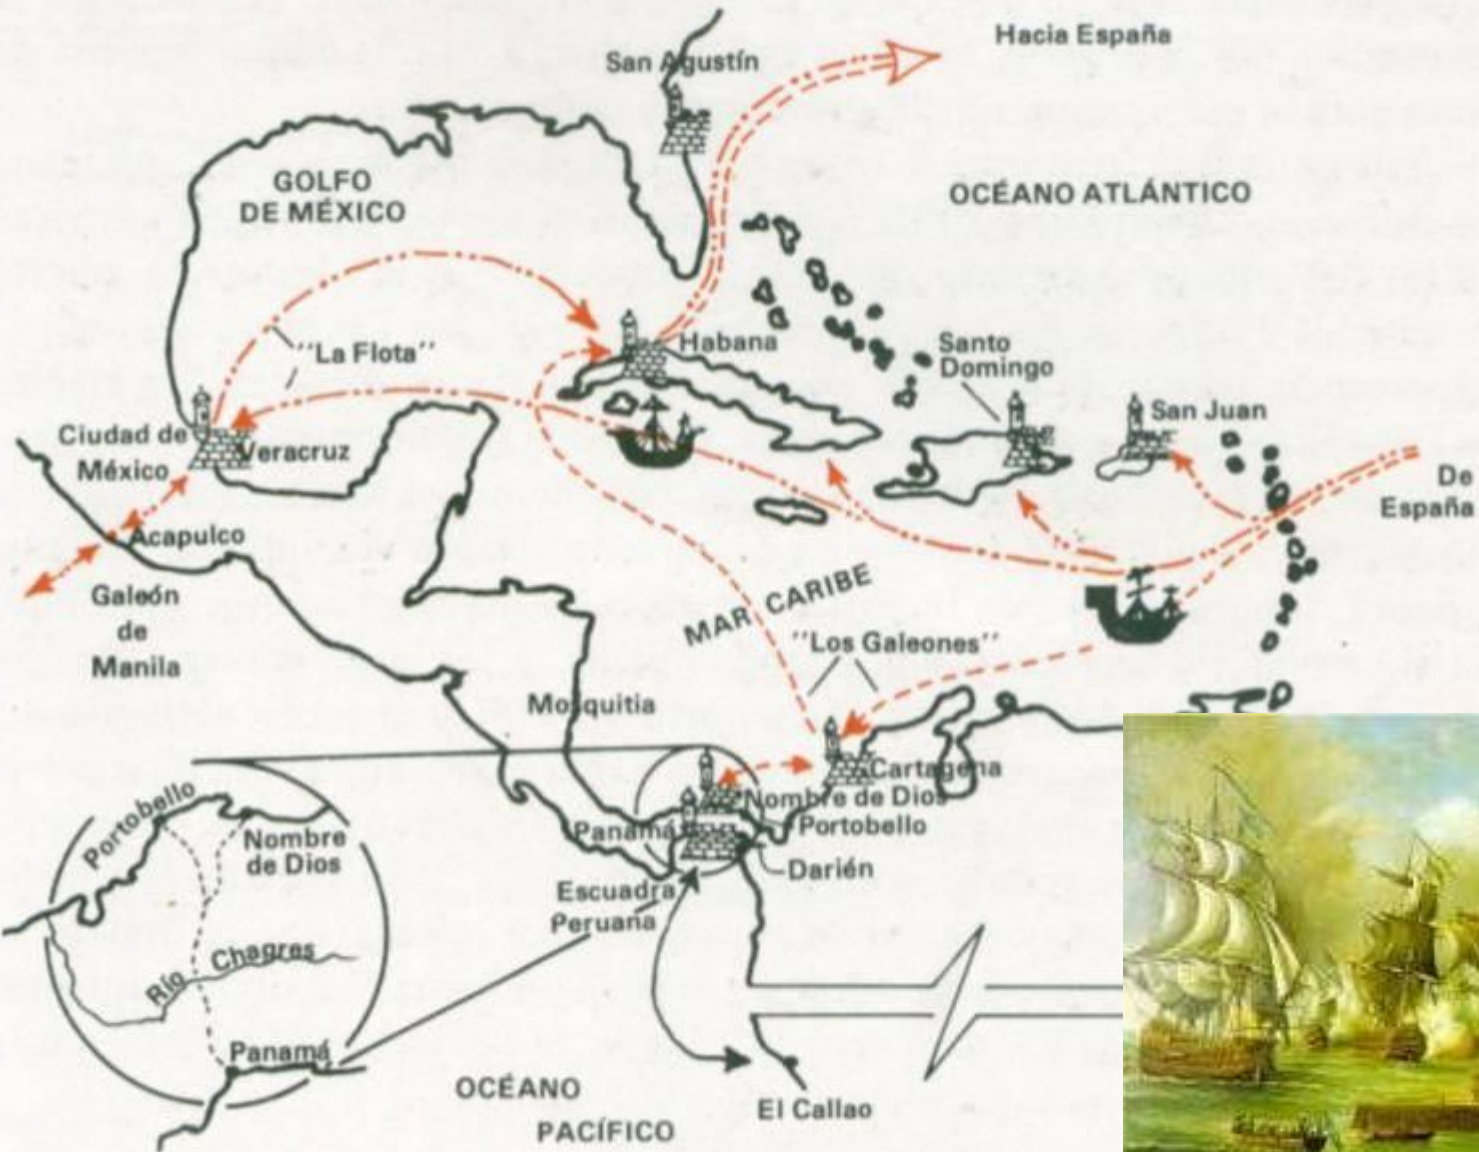 Hacia España
San Agustín
GOLFO
DE MÉXICO
OCÉANO ATLÁNTICO
"La Flota"
Habana
Santo
Domingo
San Juan
Ciudad de
México
Veracruz
De
España
Acapulco
Galeón
de
Manila
MAR CARIBE
"Los Galeones"
Mosquitia
Cartagena
Nombre de Dios
Panamá
Portobello
Darién
Escuadra
Peruana
Portobello
Nombre
de Dios
Río Chagres
Panamá
OCÉANO
PACÍFICO
El Callao